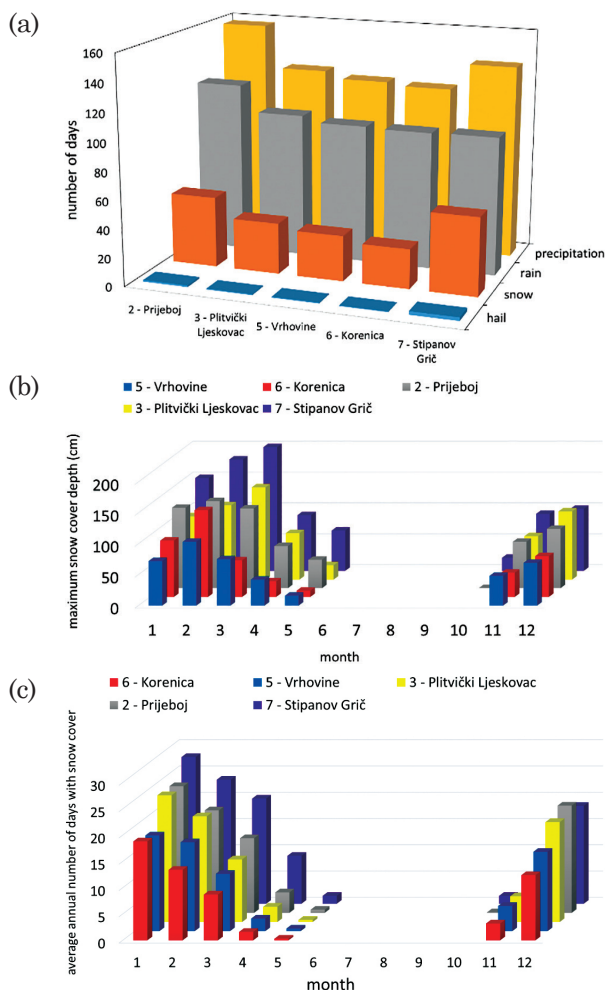 (a)
160
140
120
100
80
60
40
20
0
number of days
2 - Prijeboj
3 - Plitvički
Ljeskovac
5 - Vrhovine
6 - Korenica
7 - Stipanov
Grič
precipitation
rain
snow
hail
(b)
5 - Vrhovine 6 - Korenica 2 - Prijeboj
3 - Plitvički Ljeskovac 7 - Stipanov Grič
maximum snow cover depth (cm)
200
150
100
50
0
1 2 3 4 5 6 7 8 9 10 11 12
month
(c)
6 - Korenica 5 - Vrhovine 3 - Plitvički Ljeskovac
2 - Prijeboj 7 - Stipanov Grič
average annual number of days with snow cover
30
25
20
15
10
5
0
1 2 3 4 5 6 7 8 9 10 11 12
month